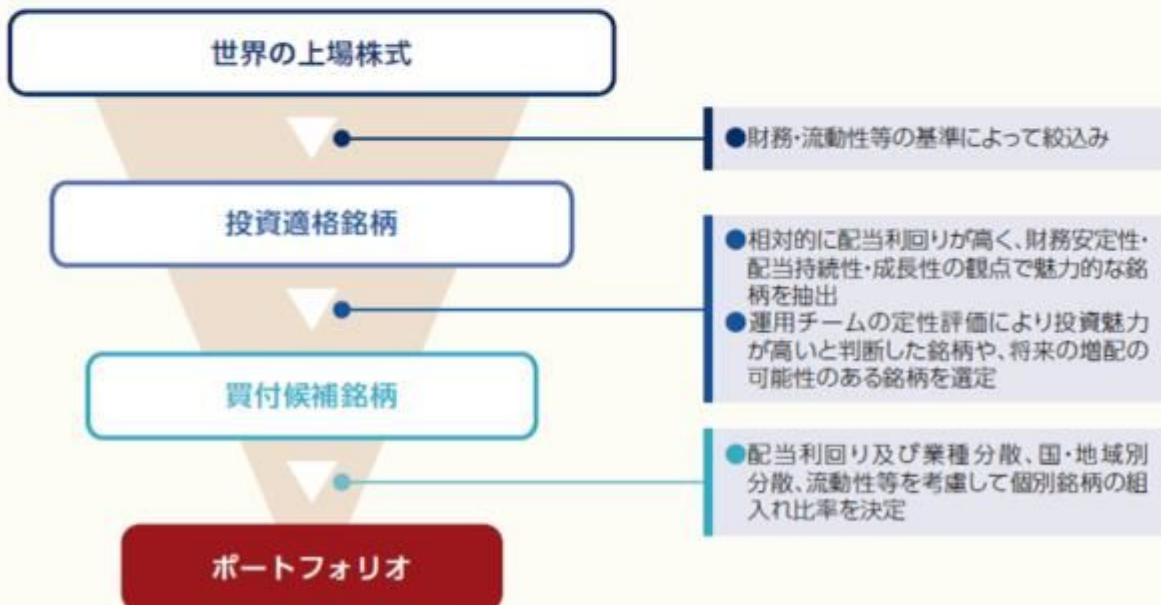 世界の上場株式
●財務・流動性等の基準によって絞込み
投資適格銘柄
●相対的に配当利回りが高く、財務安定性・
配当持続性・成長性の観点で魅力的な銘
柄を抽出
●運用チームの定性評価により投資魅力
が高いと判断した銘柄や、将来の増配の
可能性のある銘柄を選定
買付候補銘柄
●配当利回り及び業種分散、国・地域別
分散、流動性等を考慮して個別銘柄の組
入れ比率を決定
ポートフォリオ